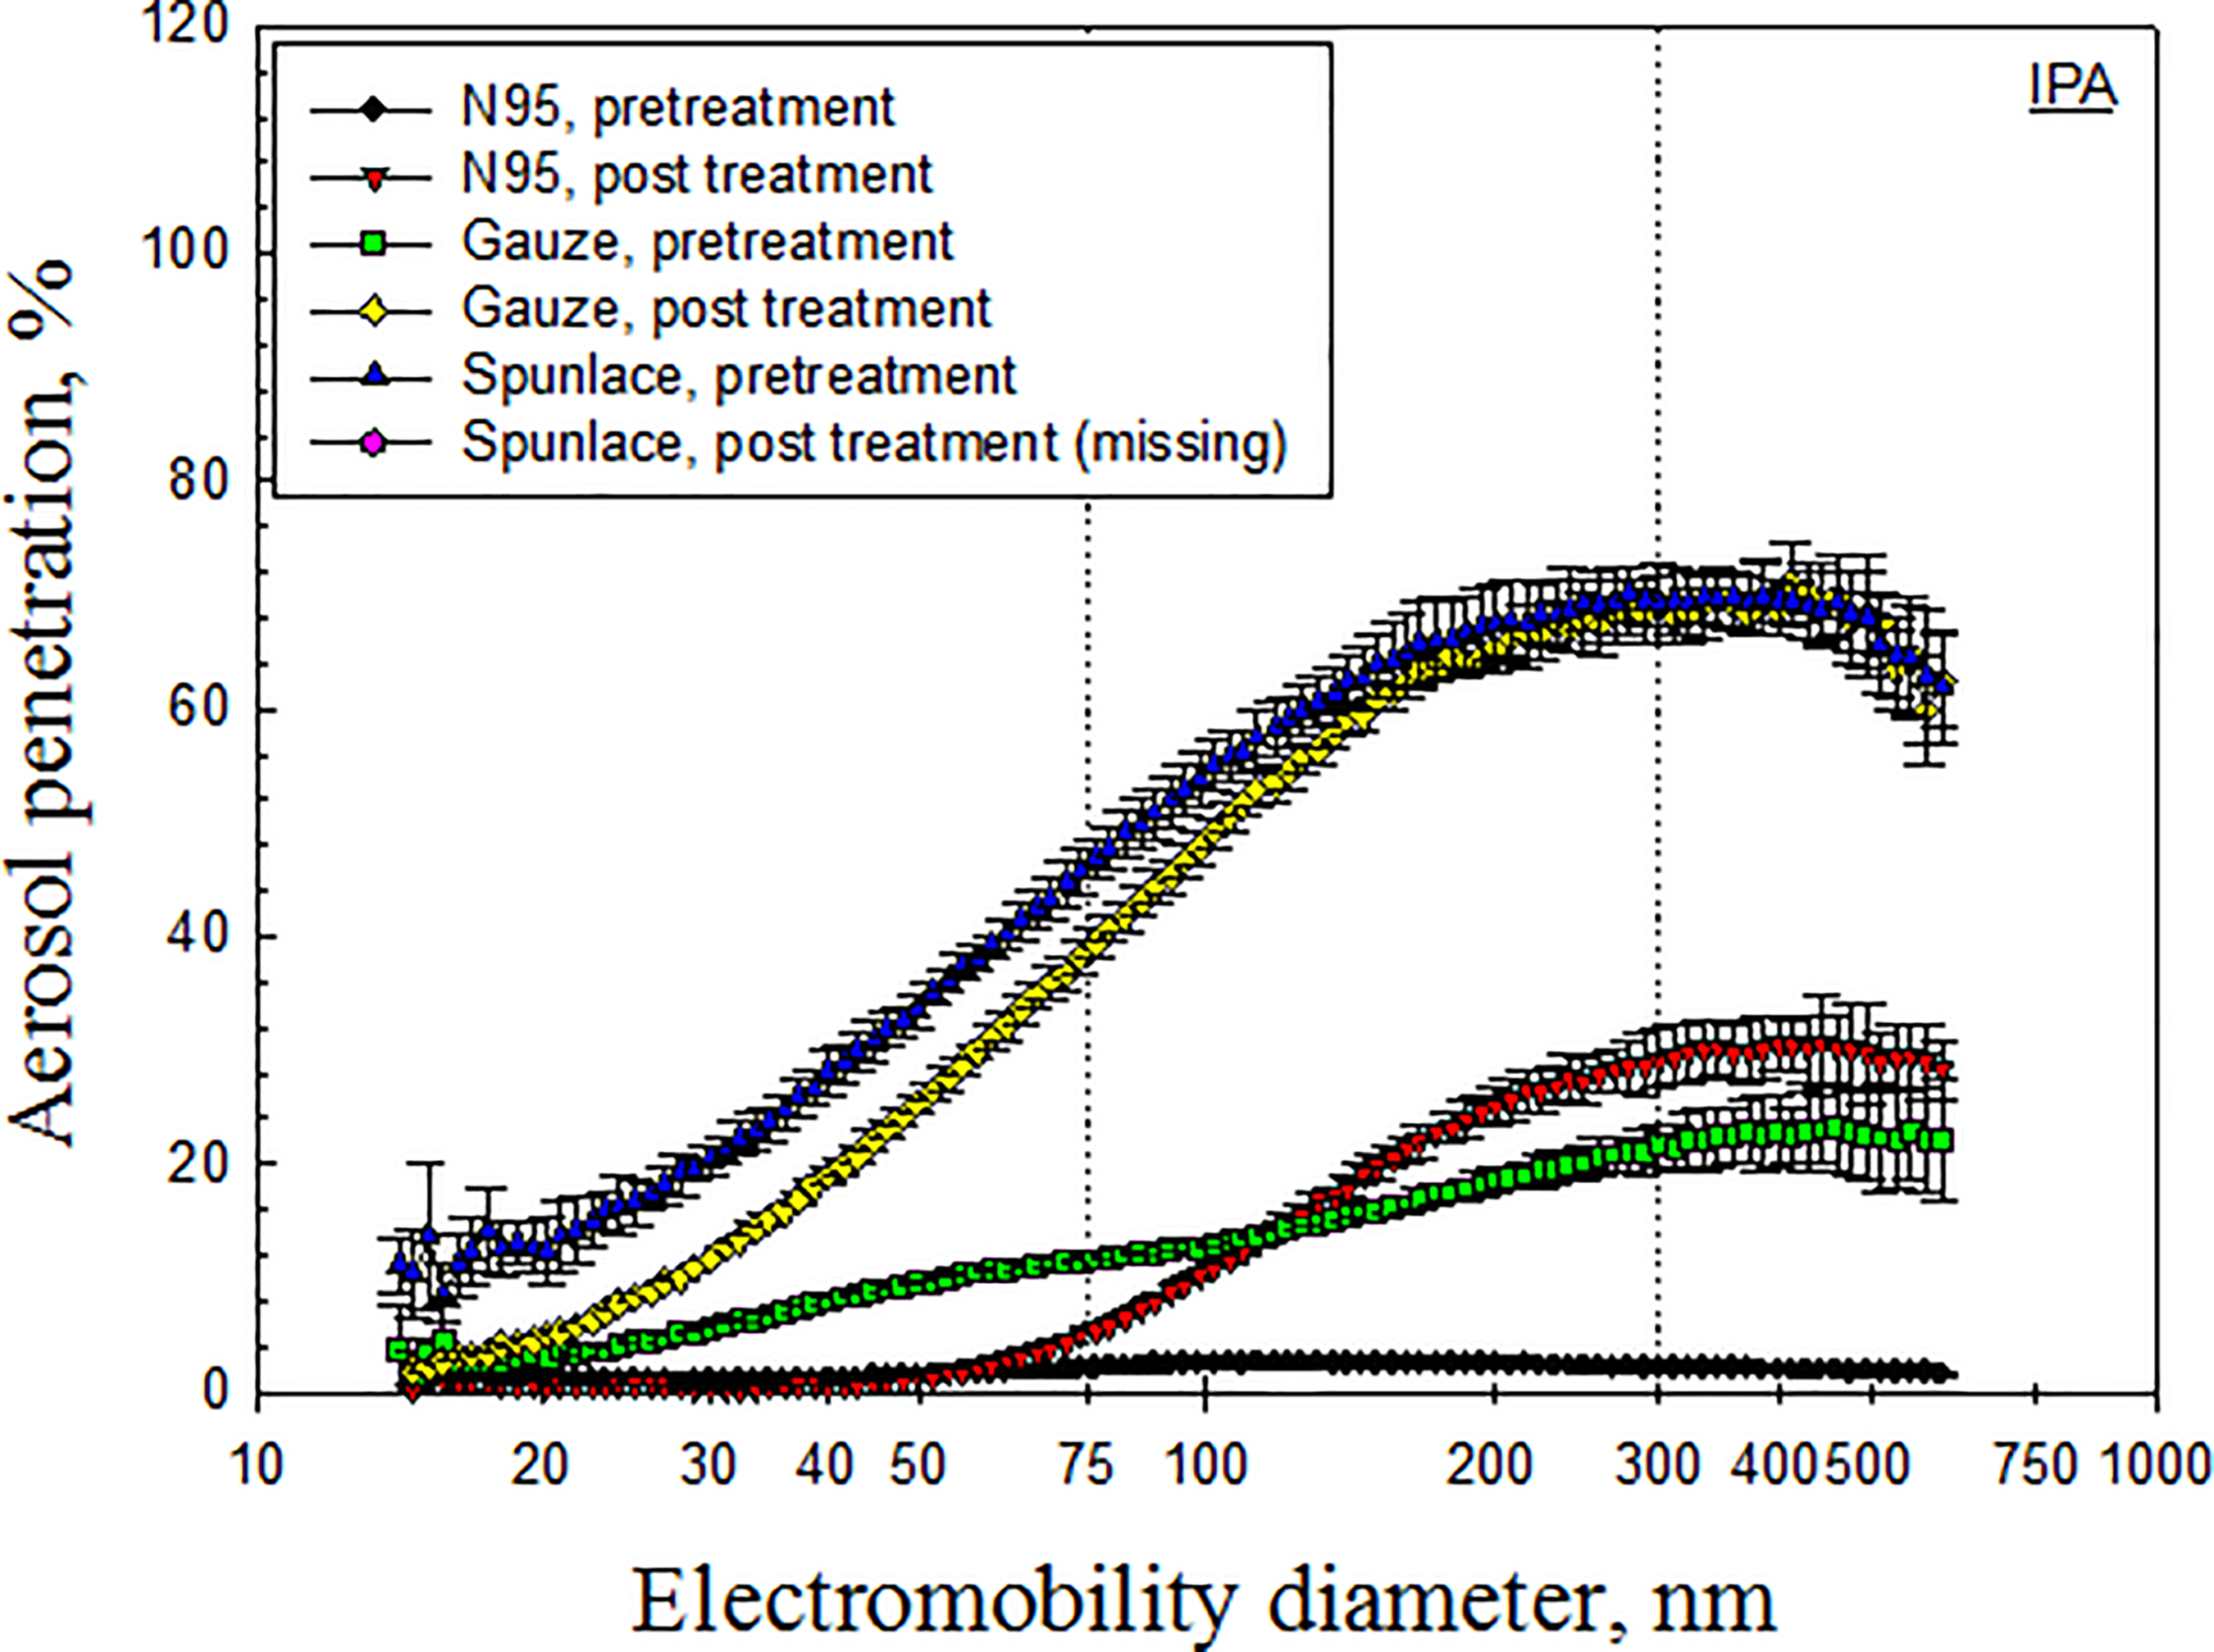 120
IPA
N95, pretreatment
N95, post treatment
Gauze, pretreatment
Gauze, post treatment
Spunlace, pretreatment
Spunlace, post treatment (missing)
100
80
60
40
20
0
Aerosol penetration, %
10 20 30 40 50 75 100 200 300 400 500 750 1000
Electromobility diameter, nm